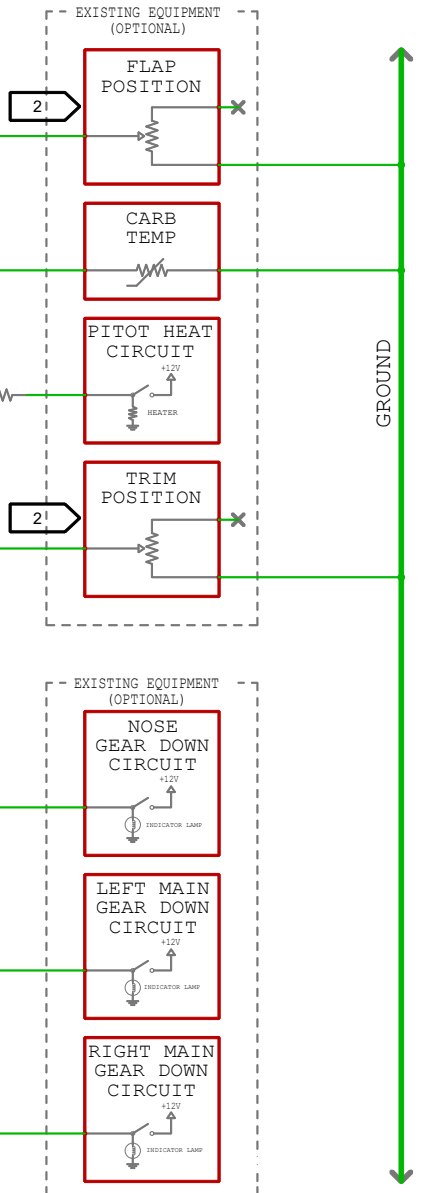 EXISTING EQUIPMENT
(OPTIONAL)
FLAP
POSITION
2
CARB
TEMP
PITOT HEAT
CIRCUIT
+12V
HEATER
GROUND
TRIM
POSITION
2
EXISTING EQUIPMENT
(OPTIONAL)
NOSE
GEAR DOWN
CIRCUIT
+12V
INDICATOR LAMP
LEFT MAIN
GEAR DOWN
CIRCUIT
+12V
INDICATOR LAMP
RIGHT MAIN
GEAR DOWN
CIRCUIT
+12V
INDICATOR LAMP